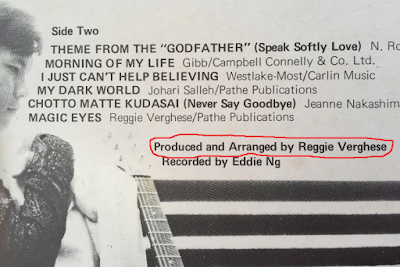 Side Two
THEME FROM THE "GODFATHER" (Speak Softly Love) N. Ro
MORNING OF MY LIFE Gibb/Campbell Connelly & Co. Ltd.
I JUST CAN'T HELP BELIEVING Westlake-Most/Carlin Music
MY DARK WORLD Johari Salleh/Pathe Publications
CHOTTO MATTE KUDASAI (Never Say Goodbye) Jeanne Nakashim
MAGIC EYES Reggie Verghese/Pathe Publications
Produced and Arranged by Reggie Verghese
Recorded by Eddie Ng